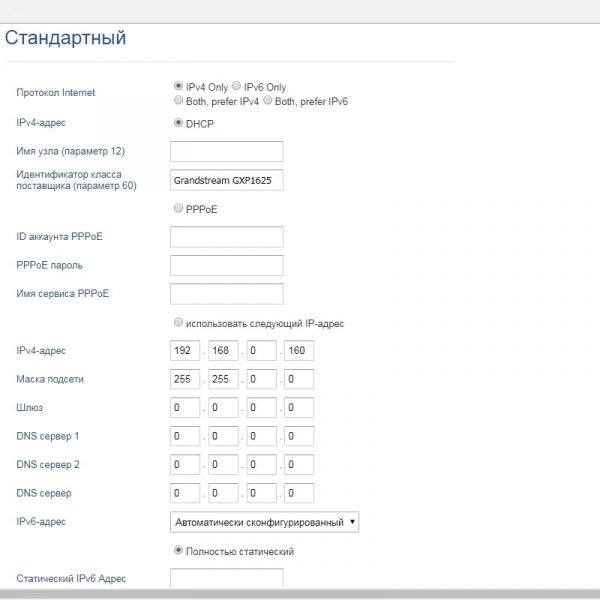 Стандартный
Протокол Internet
IPv4 Only IPv6 Only
Both, prefer IPv4 Both, prefer IPv6
IPv4-адрес DHCP
Имя узла (параметр 12)
Идентификатор класса
поставщика (параметр 60) Grandstream GXP1625
PPPoE
ID аккаунта PPPoE
PPPoE пароль
Имя сервиса PPPoE
использовать следующий IP-адрес
IPv4-адрес 192 . 168 . 0 . 160
Маска подсети 255 . 255 . 0 . 0
Шлюз 0 . 0 . 0 . 0
DNS сервер 1 0 . 0 . 0 . 0
DNS сервер 2 0 . 0 . 0 . 0
DNS сервер 0 . 0 . 0 . 0
IPv6-адрес Автоматически сконфигурированный
Полностью статический
Статический IPv6 Адрес